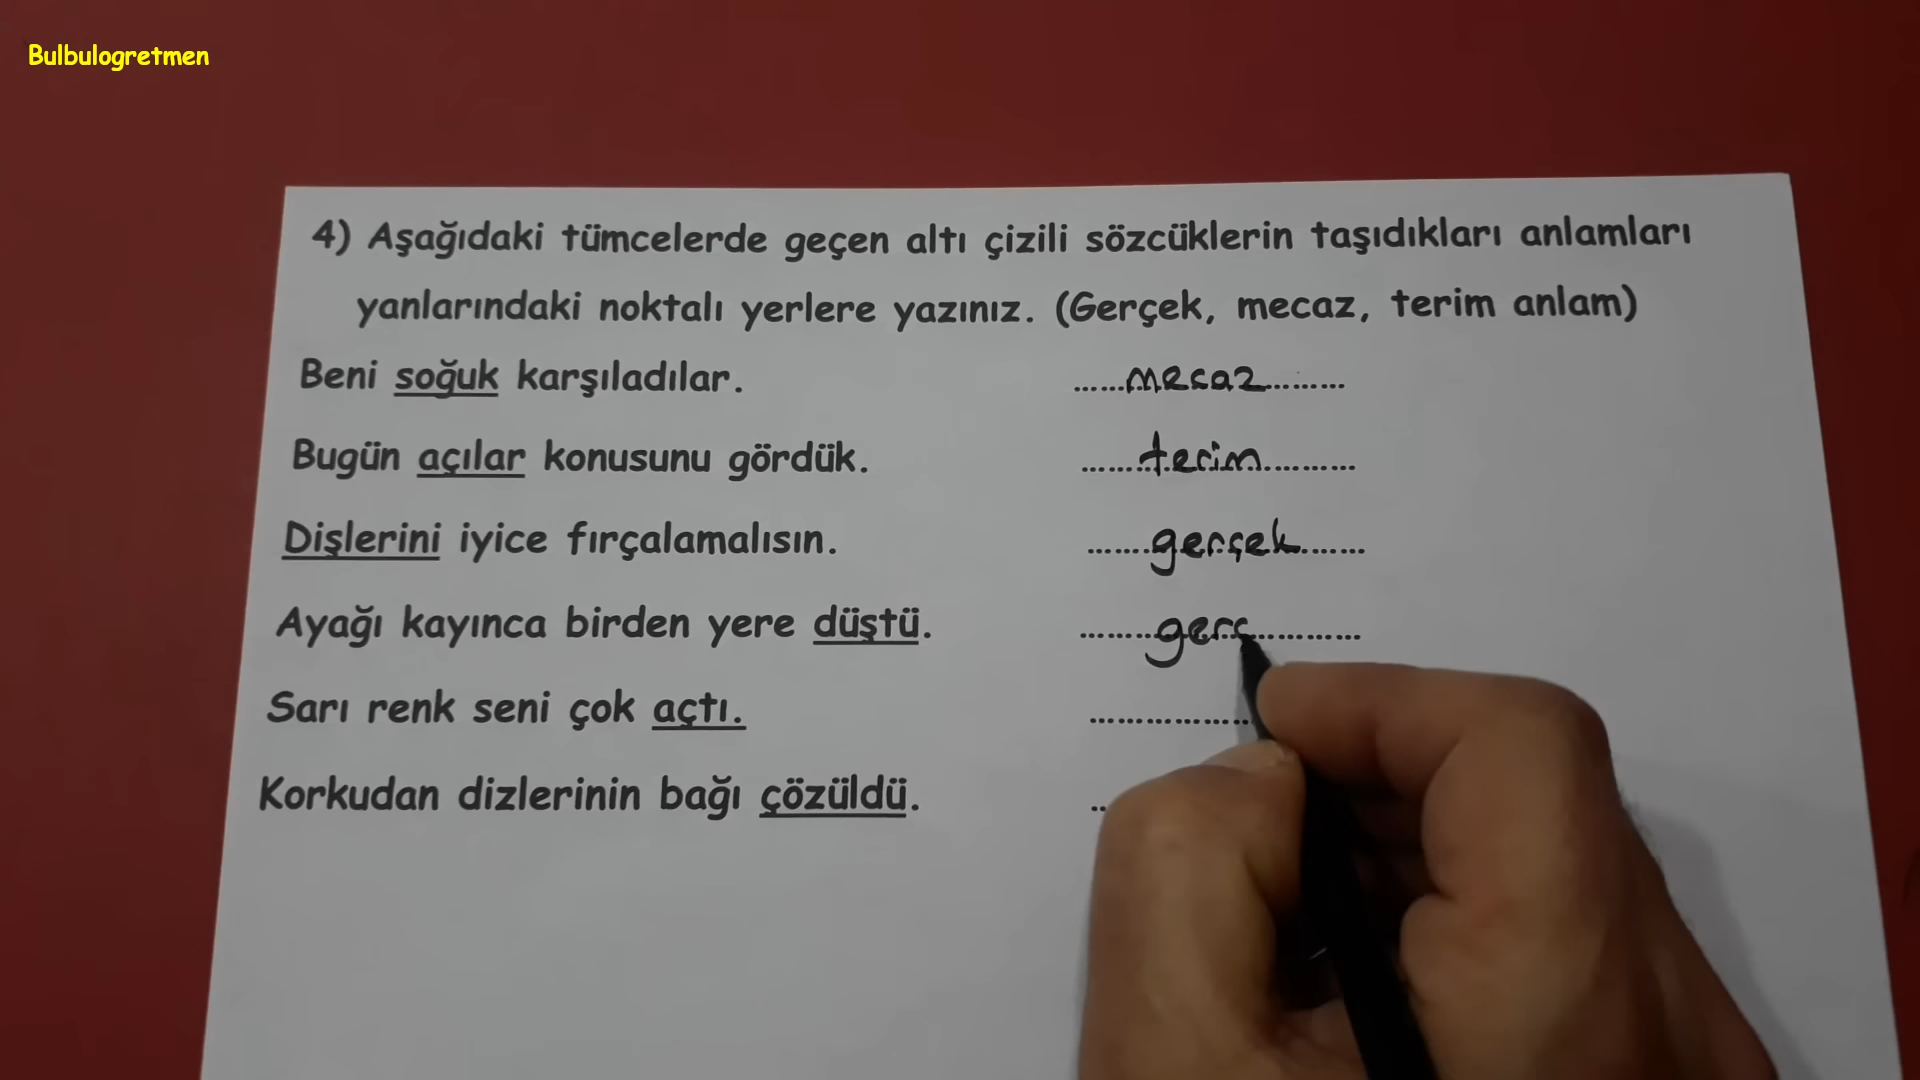 Bulbulogretmen
4) Aşağıdaki tümcelerde geçen altı çizili sözcüklerin taşıdıkları anlamları
yanlarındaki noktalı yerlere yazınız. (Gerçek, mecaz, terim anlam)
Beni soğuk karşıladılar. ......mecaz.........
Bugün açılar konusunu gördük. ......terim.........
Dişlerini iyice fırçalamalısın. ......gerçek......
Ayağı kayınca birden yere düştü. ......gerç.........
Sarı renk seni çok açtı. ..................
Korkudan dizlerinin bağı çözüldü. ..